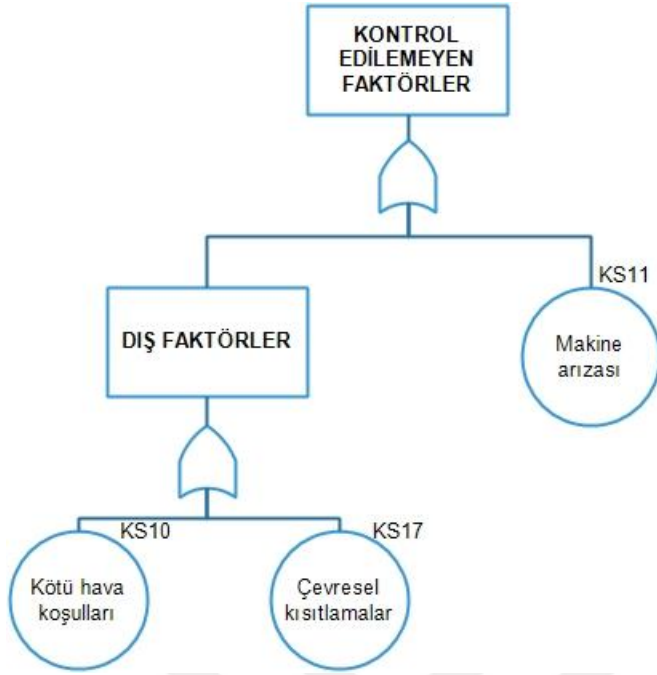 KONTROL
EDİLEMEYEN
FAKTÖRLER
KS11
DIŞ FAKTÖRLER
Makine
arızası
KS10
KS17
Kötü hava
koşulları
Çevresel
kısıtlamalar